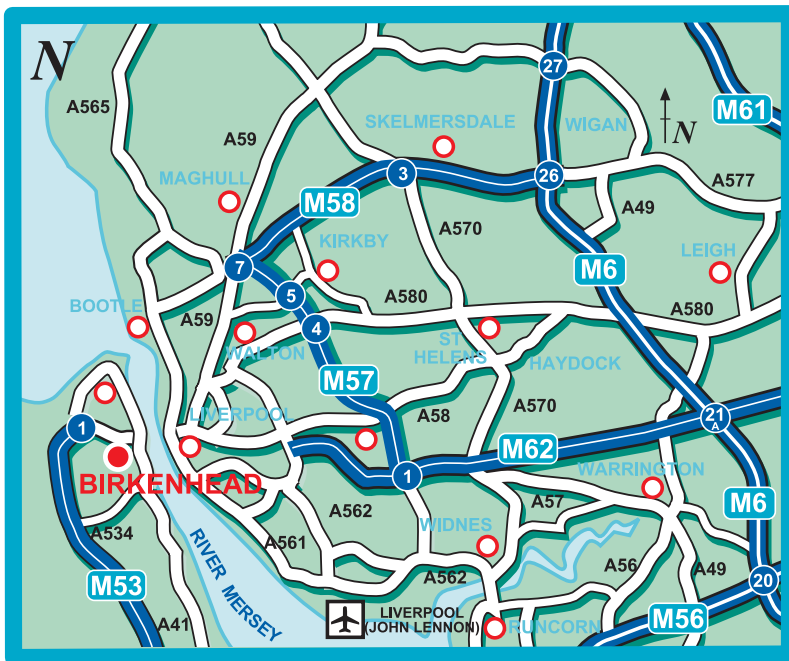 N
27
A565
M61
SKELMERSDALE
WIGAN
N
A59
3
26
MAGHULL
A577
M58
A49
A570
KIRKBY
LEIGH
7
M6
5
A580
BOOTLE
A59
4
A580
WALTON
ST
HELENS
HAYDOCK
M57
1
LIVERPOOL
A58
A570
21
A
M62
1
WARRINGTON
BIRKENHEAD
A57
M6
A562
WIDNES
A534
A561
RIVER MERSEY
A56
A49
A562
20
M53
LIVERPOOL
(JOHN LENNON)
M56
A41
RUNCORN